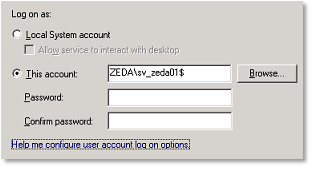 Log on as:
Local System account
Allow service to interact with desktop
This account:
ZEDA\sv_zeda01$
Browse...
Password:
Confirm password:
Help me configure user account log on options.